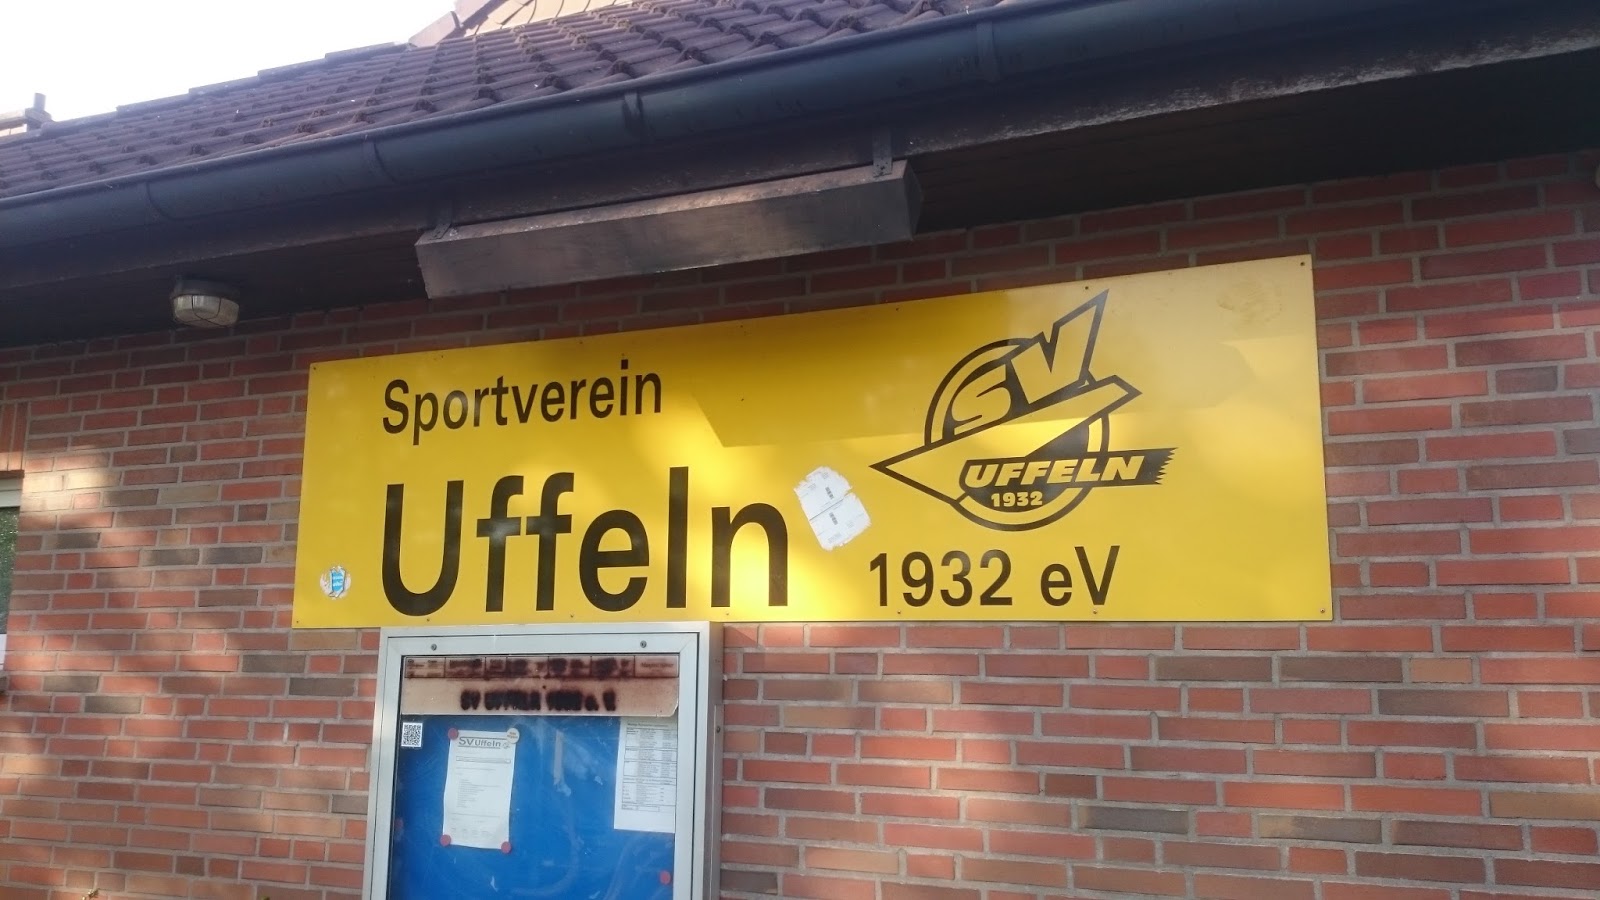 Sportverein
Uffeln
SV
UFFELN
1932
1932 eV
SV UFFELN 1932 e. V.
SV Uffeln